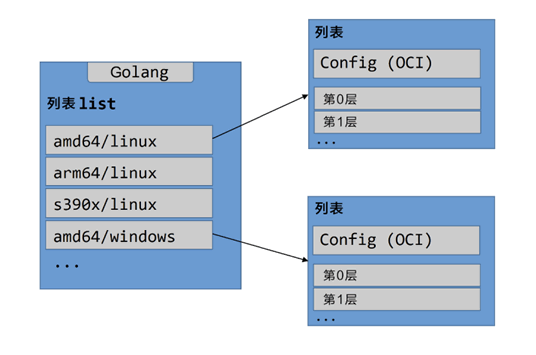 Golang
列表 list
amd64/linux
arm64/linux
s390x/linux
amd64/windows
...
列表
Config (OCI)
第0层
第1层
...
列表
Config (OCI)
第0层
第1层
...